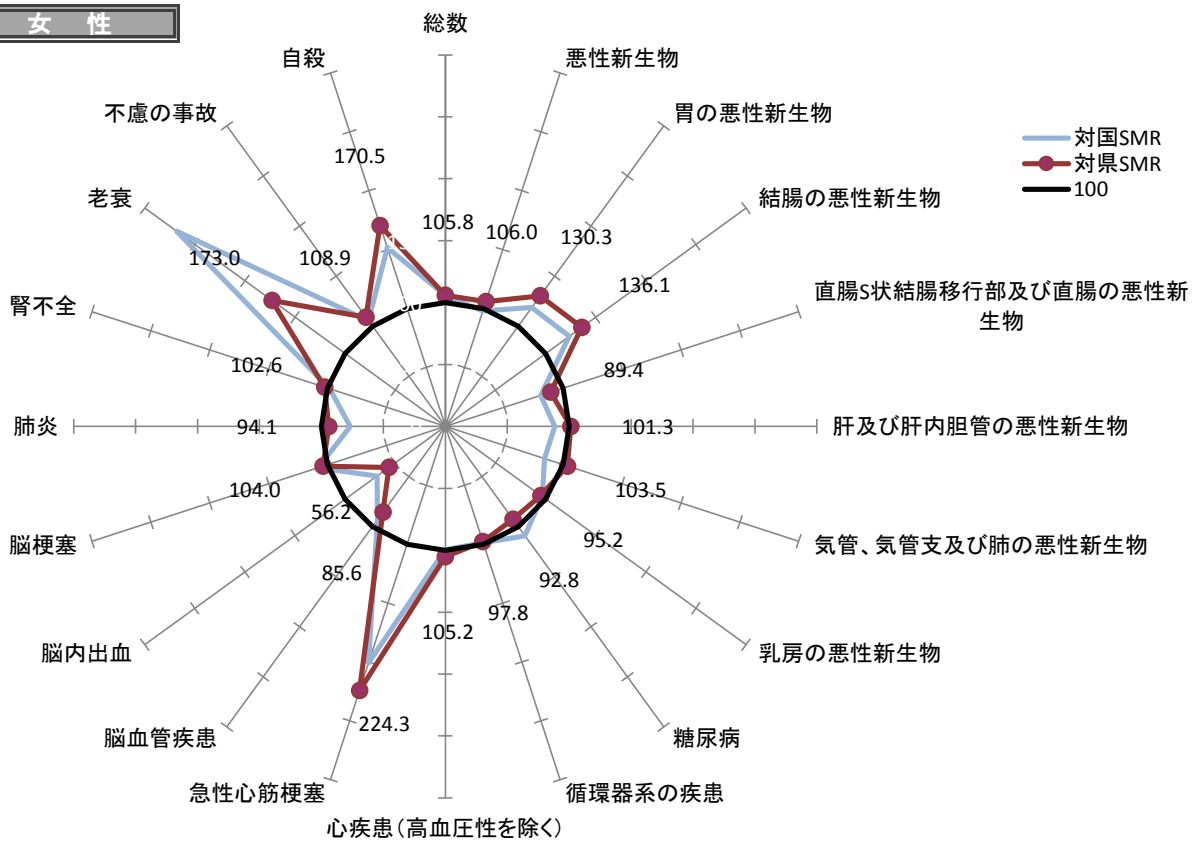 女 性
総数
悪性新生物
胃の悪性新生物
結腸の悪性新生物
直腸S状結腸移行部及び直腸の悪性新
生物
肝及び肝内胆管の悪性新生物
気管、気管支及び肺の悪性新生物
乳房の悪性新生物
糖尿病
循環器系の疾患
心疾患(高血圧性を除く)
急性心筋梗塞
脳血管疾患
脳内出血
脳梗塞
肺炎
腎不全
老衰
不慮の事故
自殺
105.8
106.0
130.3
136.1
89.4
101.3
103.5
95.2
92.8
97.8
105.2
224.3
85.6
56.2
104.0
94.1
102.6
173.0
108.9
170.5
対国SMR
対県SMR
100